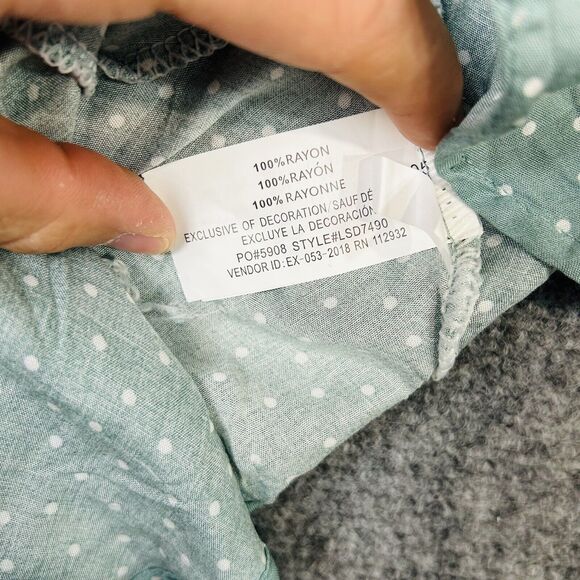 100%RAYON
100%RAYÓN
100%RAYONNE
EXCLUSIVE OF DECORATION/SAUF DÉ
EXCLUYE LA DECORACIÓN
PO#5908 STYLE#LSD7490
VENDOR ID:EX-053-2018 RN 112932